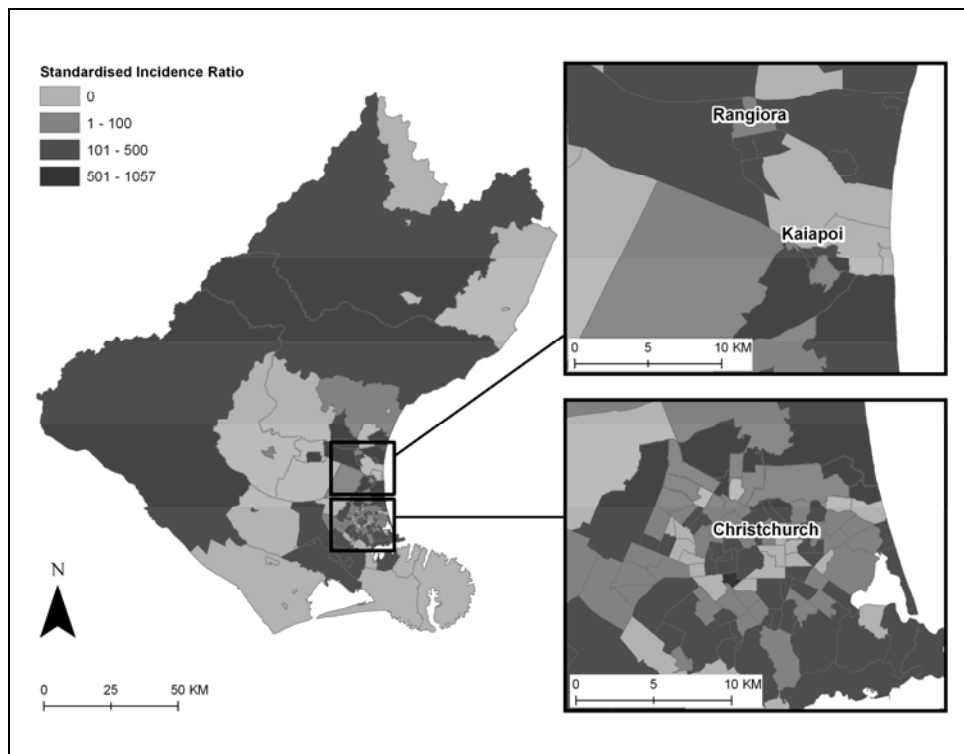 Standardised Incidence Ratio
0
1 - 100
101 - 500
501 - 1057
N
0 25 50 KM
Rangiora
Kaiapoi
0 5 10 KM
Christchurch
0 5 10 KM